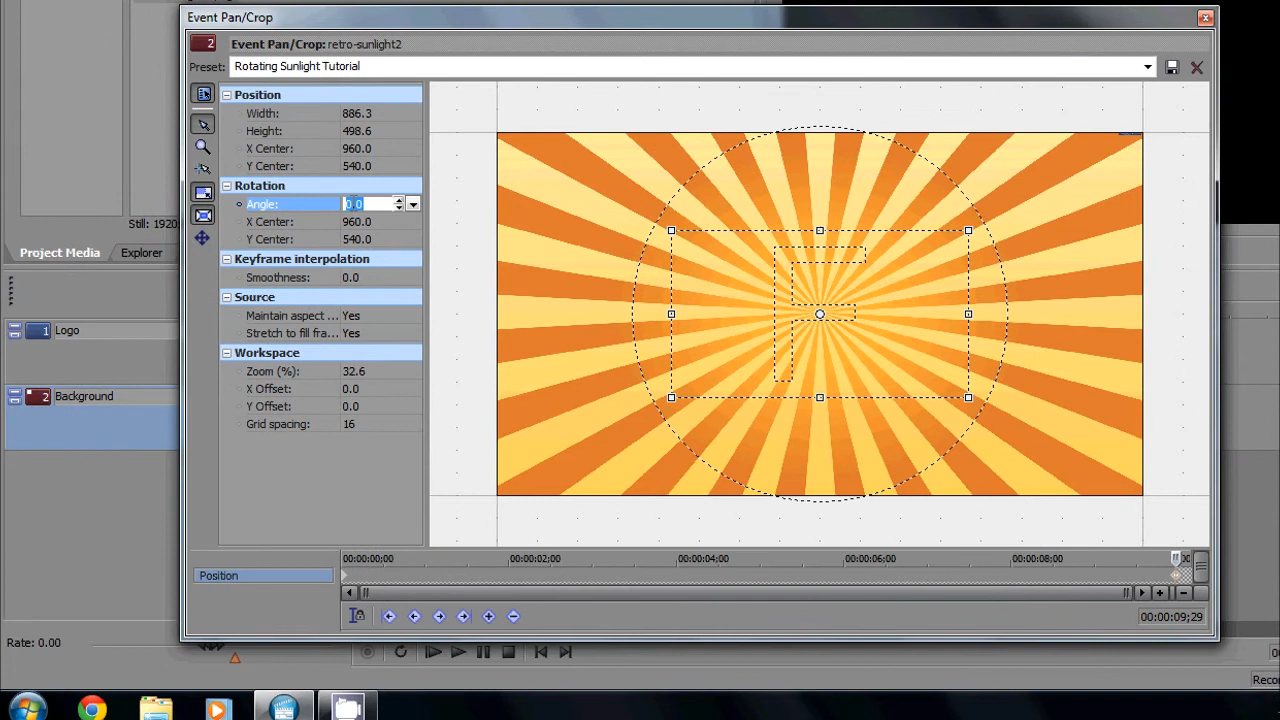 Event Pan/Crop
2 Event Pan/Crop: retro-sunlight2
Preset: Rotating Sunlight Tutorial
Position
Width: 886.3
Height: 498.6
X Center: 960.0
Y Center: 540.0
Rotation
Angle: 0.0
X Center: 960.0
Y Center: 540.0
Keyframe interpolation
Smoothness: 0.0
Source
Maintain aspect ... Yes
Stretch to fill fra... Yes
Workspace
Zoom (%): 32.6
X Offset: 0.0
Y Offset: 0.0
Grid spacing: 16
Still: 1920
Project Media Explorer
1 Logo
2 Background
00:00:00;00 00:00:02;00 00:00:04;00 00:00:06;00 00:00:08;00
Position
00:00:09;29
Rate: 0.00
Recor